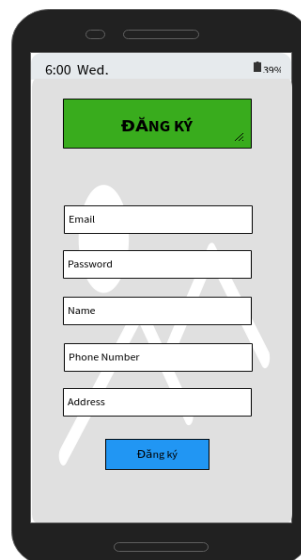 6:00 Wed.
39%
ĐĂNG KÝ
Email
Password
Name
Phone Number
Address
Đăng ký